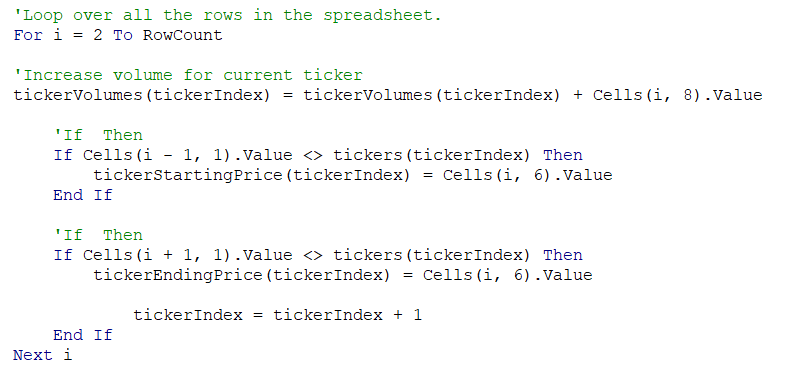 'Loop over all the rows in the spreadsheet.
For i = 2 To RowCount
'Increase volume for current ticker
tickerVolumes(tickerIndex) = tickerVolumes(tickerIndex) + Cells(i, 8).Value
'If  Then
If Cells(i - 1, 1).Value <> tickers(tickerIndex) Then
tickerStartingPrice(tickerIndex) = Cells(i, 6).Value
End If
'If  Then
If Cells(i + 1, 1).Value <> tickers(tickerIndex) Then
tickerEndingPrice(tickerIndex) = Cells(i, 6).Value
tickerIndex = tickerIndex + 1
End If
Next i